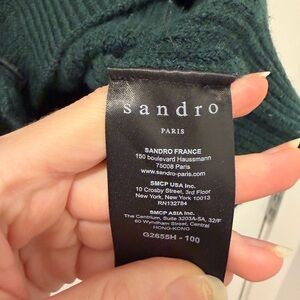 sandro
PARIS
SANDRO FRANCE
150 boulevard Haussmann
75008 Paris
www.sandro-paris.com
SMCP USA Inc.
10 Crosby Street, 3rd Floor
New York, New York 10013
RN132784
SMCP ASIA Inc.
The Centrium, Suite 3203A-5A, 32/F
60 Wyndham Street, Central
HONG-KONG
G2655H - 100